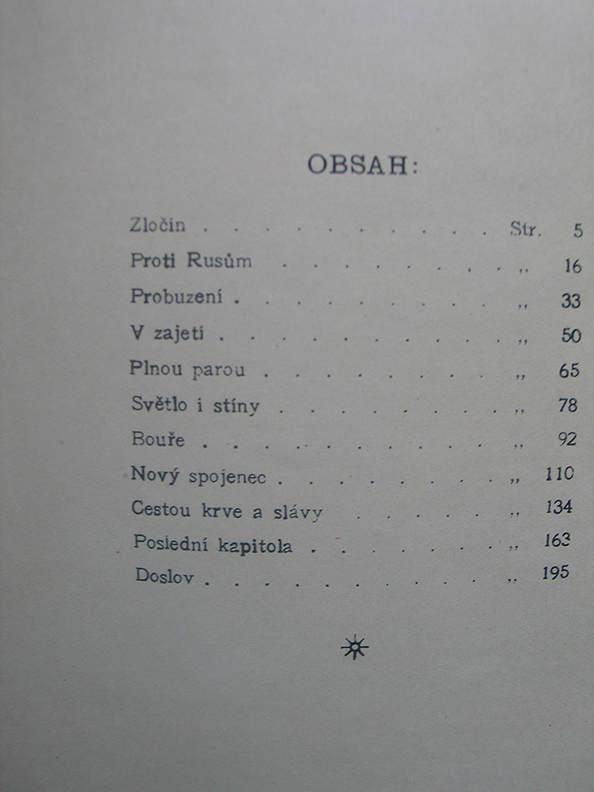 OBSAH:
Zločin . . . . . . . . . . Str. 5
Proti Rusům . . . . . . . ,, 16
Probuzení . . . . . . . . ,, 33
V zajetí . . . . . . . . . ,, 50
Plnou parou . . . . . . . ,, 65
Světlo i stíny . . . . . . ,, 78
Bouře . . . . . . . . . ,, 92
Nový spojenec . . . . . . . ,, 110
Cestou krve a slávy . . . . . ,, 134
Poslední kapitola . . . . . . ,, 163
Doslov . . . . . . . . . ,, 195